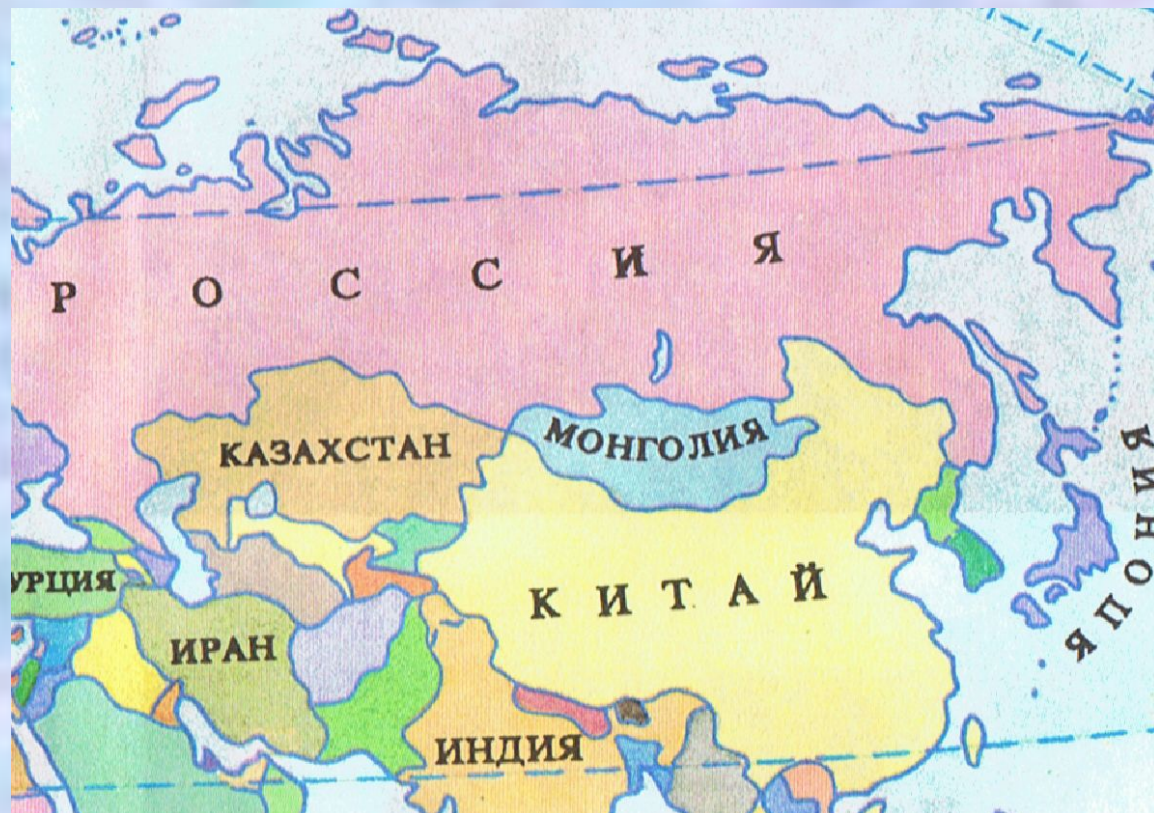 РОССИЯ
КАЗАХСТАН
МОНГОЛИЯ
УРЦИЯ
КИТАЙ
ИРАН
ИНДИЯ
ЯПОНИЯ